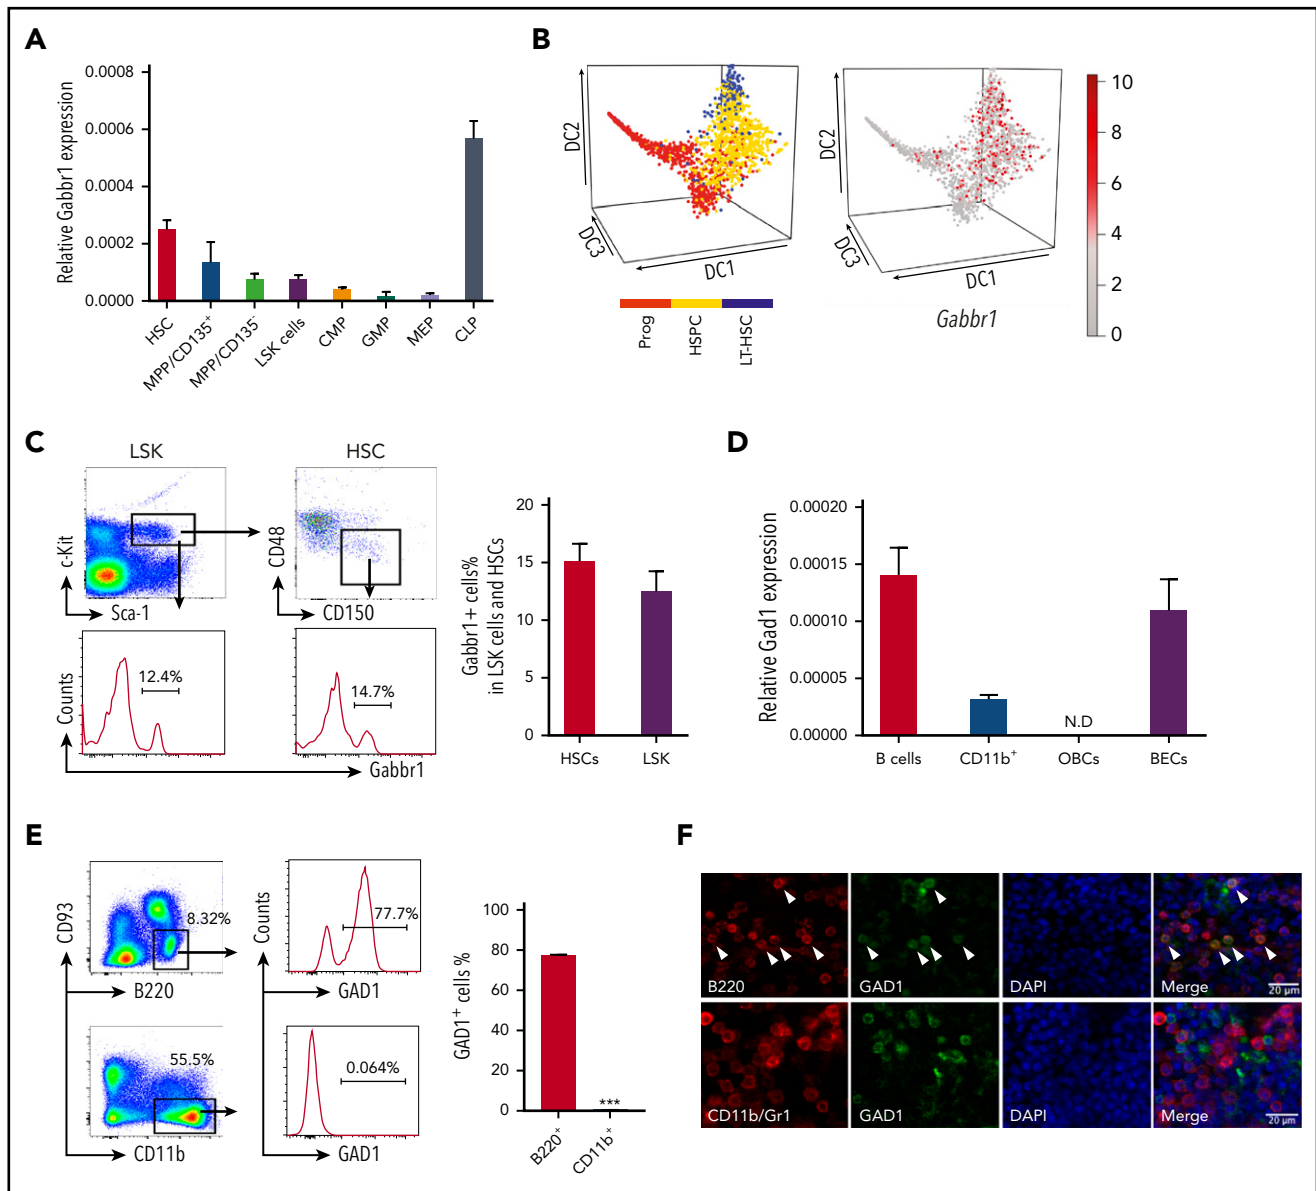 A
Relative Gabbr1 expression
0.0008
0.0006
0.0004
0.0002
0.0000
HSC
MPP/CD135+
MPP/CD135-
LSK cells
CMP
GMP
MEP
CLP
B
DC2
DC3
DC1
Prog
HSPC
LT-HSC
DC2
DC3
DC1
Gabbr1
10
8
6
4
2
0
C
LSK
HSC
c-Kit
Sca-1
CD48
CD150
Counts
12.4%
14.7%
Gabbr1
Gabbr1+ cells%
in LSK cells and HSCs
20
15
10
5
0
HSCs
LSK
D
Relative Gad1 expression
0.00020
0.00015
0.00010
0.00005
0.00000
N.D
B cells
CD11b+
OBCs
BECs
E
CD93
8.32%
B220
Counts
77.7%
GAD1
55.5%
CD11b
0.064%
GAD1
GAD1+ cells %
100
80
60
40
20
0
***
B220+
CD11b+
F
B220
GAD1
DAPI
Merge
20 µm
CD11b/Gr1
GAD1
DAPI
Merge
20 µm